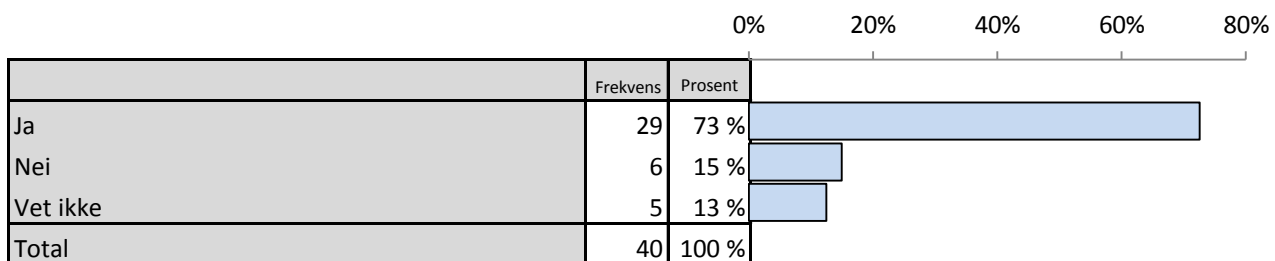 0% 20% 40% 60% 80%
Frekvens Prosent
Ja 29 73 %
Nei 6 15 %
Vet ikke 5 13 %
Total 40 100 %